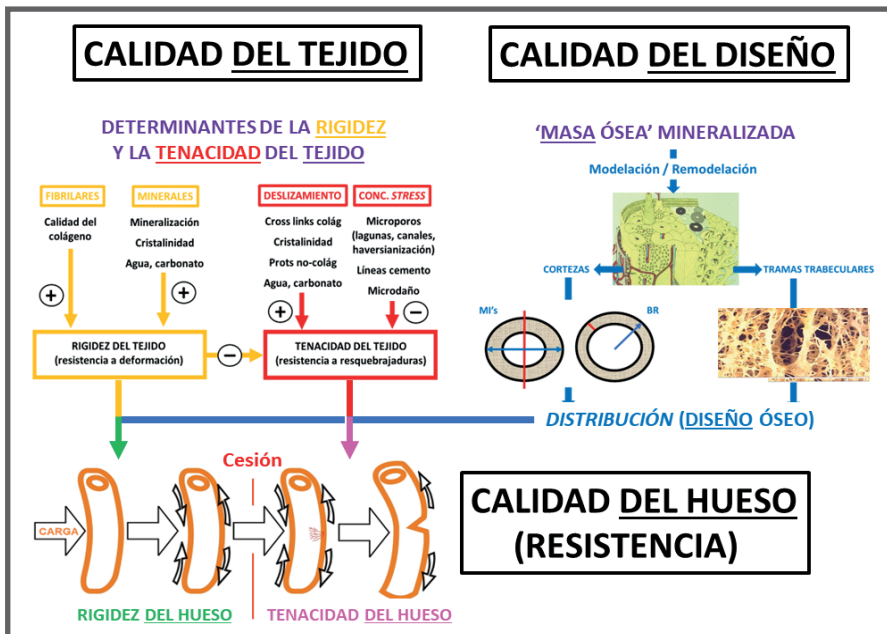 CALIDAD DEL TEJIDO
DETERMINANTES DE LA RIGIDEZ
Y LA TENACIDAD DEL TEJIDO
FIBRILARES
Calidad del
colágeno
MINERALES
Mineralización
Cristalinidad
Agua, carbonato
DESLIZAMIENTO
Cross links colág
Cristalinidad
Prots no-colág
Agua, carbonato
CONC. STRESS
Microporos
(lagunas, canales,
haversianización)
Líneas cemento
Microdaño
+
+
+
−
RIGIDEZ DEL TEJIDO
(resistencia a deformación)
−
TENACIDAD DEL TEJIDO
(resistencia a resquebrajaduras)
CALIDAD DEL DISEÑO
‘MASA ÓSEA’ MINERALIZADA
Modelación / Remodelación
CORTEZAS
TRAMAS TRABECULARES
MI's
BR
DISTRIBUCIÓN (DISEÑO ÓSEO)
Cesión
CARGA
RIGIDEZ DEL HUESO
TENACIDAD DEL HUESO
CALIDAD DEL HUESO
(RESISTENCIA)